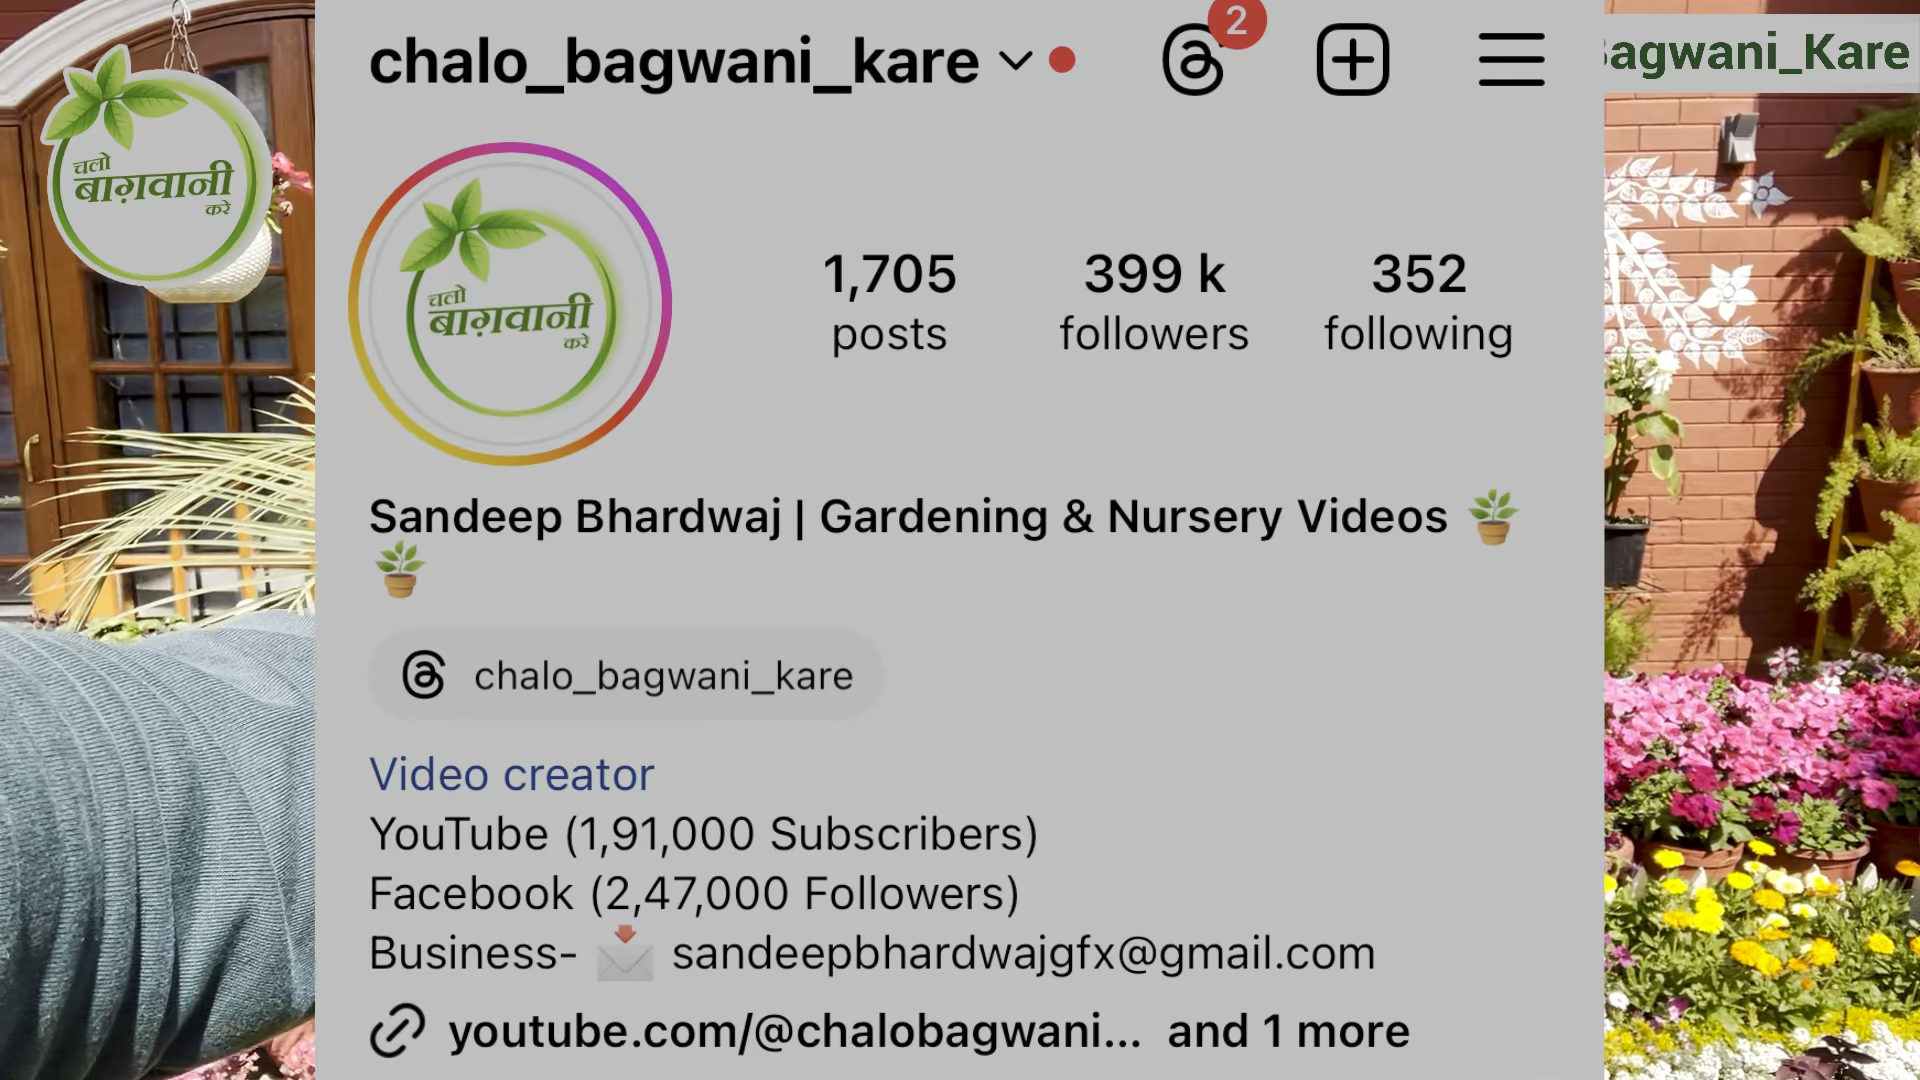 chalo_bagwani_kare
2
Bagwani_Kare
चलो
बाग़वानी
करे
चलो
बाग़वानी
करे
1,705 posts
399 k followers
352 following
Sandeep Bhardwaj | Gardening & Nursery Videos 🪴
🪴
chalo_bagwani_kare
Video creator
YouTube (1,91,000 Subscribers)
Facebook (2,47,000 Followers)
Business- 📩 sandeepbhardwajgfx@gmail.com
youtube.com/@chalobagwani... and 1 more